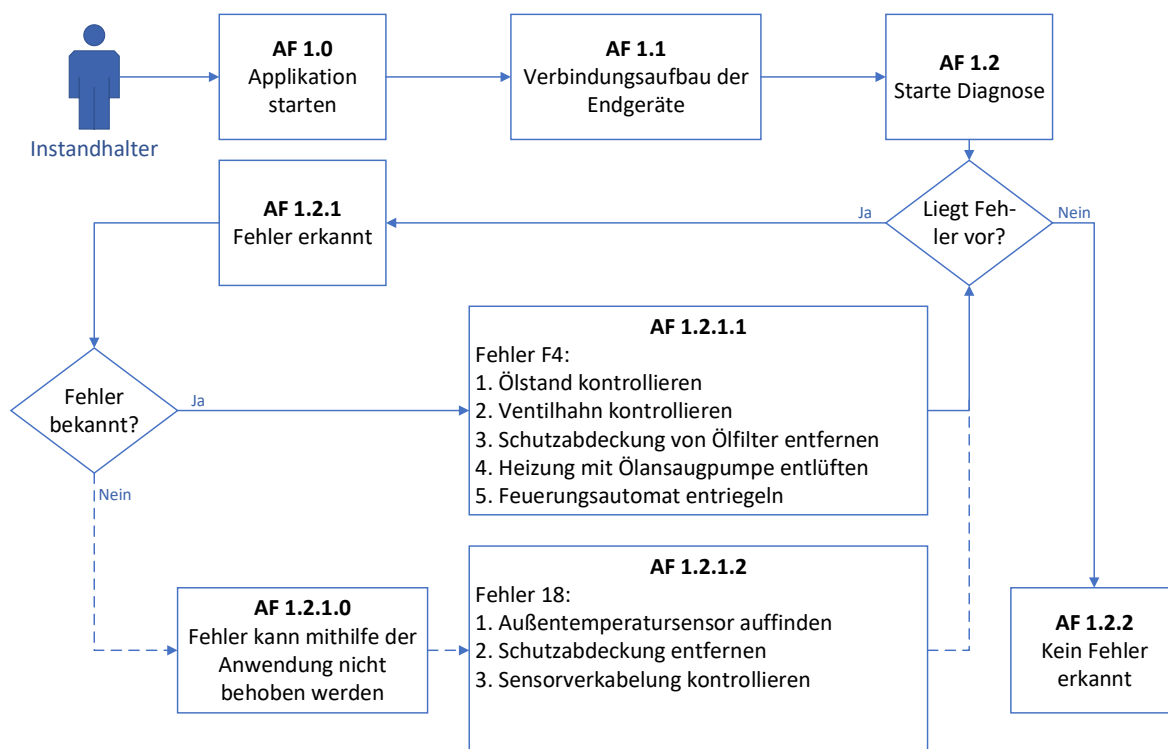 Instandhalter
AF 1.0
Applikation
starten
AF 1.1
Verbindungsaufbau der
Endgeräte
AF 1.2
Starte Diagnose
Liegt Feh-
ler vor?
Ja
Nein
AF 1.2.1
Fehler erkannt
Fehler
bekannt?
Ja
Nein
AF 1.2.1.1
Fehler F4:
1. Ölstand kontrollieren
2. Ventilhahn kontrollieren
3. Schutzabdeckung von Ölfilter entfernen
4. Heizung mit Ölansaugpumpe entlüften
5. Feuerungsautomat entriegeln
AF 1.2.1.0
Fehler kann mithilfe der
Anwendung nicht
behoben werden
AF 1.2.1.2
Fehler 18:
1. Außentemperatursensor auffinden
2. Schutzabdeckung entfernen
3. Sensorverkabelung kontrollieren
AF 1.2.2
Kein Fehler
erkannt